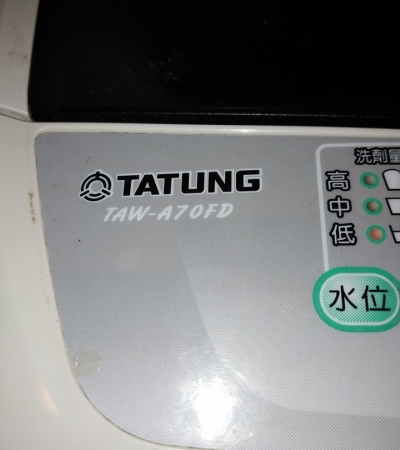 TATUNG
TAW-A70FD
洗劑量
高
中
低
水位